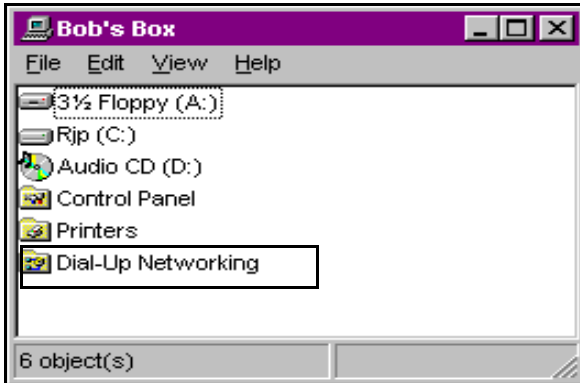 Bob's Box
File Edit View Help
3½ Floppy (A:)
Rjp (C:)
Audio CD (D:)
Control Panel
Printers
Dial-Up Networking
6 object(s)